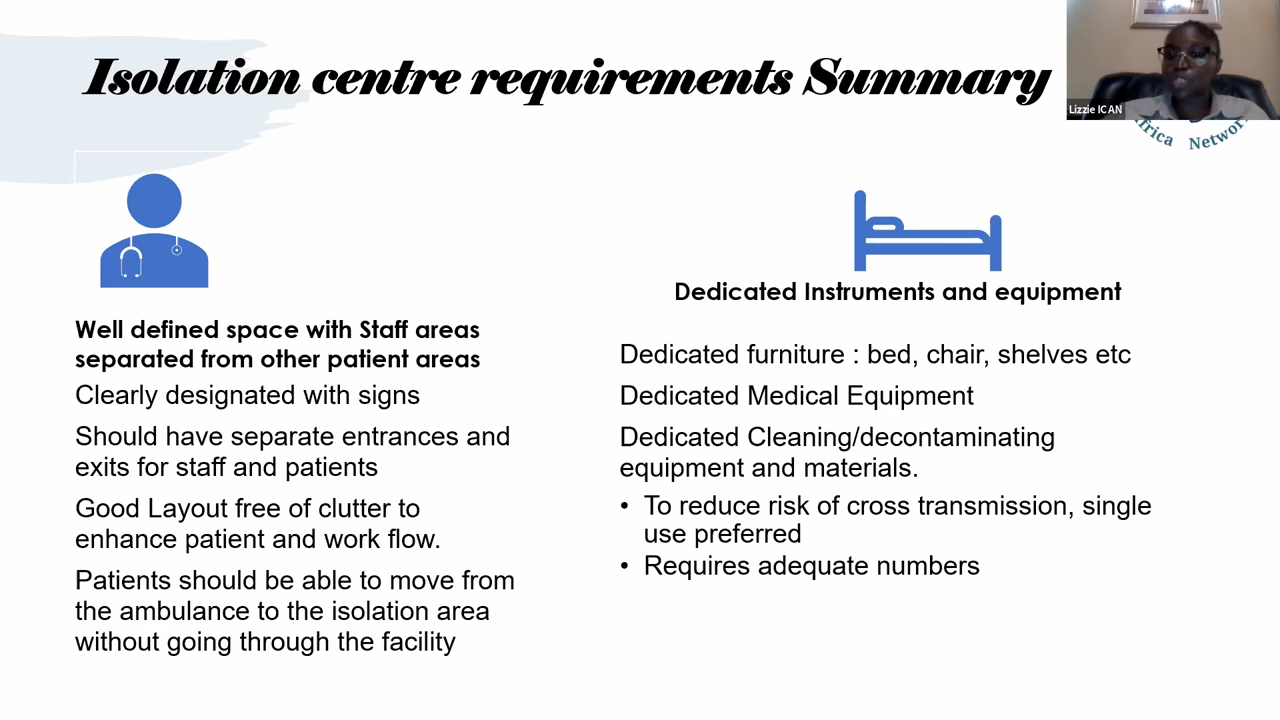 Isolation centre requirements Summary
Lizzie ICAN
frica Network
Well defined space with Staff areas
separated from other patient areas
Clearly designated with signs
Should have separate entrances and
exits for staff and patients
Good Layout free of clutter to
enhance patient and work flow.
Patients should be able to move from
the ambulance to the isolation area
without going through the facility
Dedicated Instruments and equipment
Dedicated furniture : bed, chair, shelves etc
Dedicated Medical Equipment
Dedicated Cleaning/decontaminating
equipment and materials.
• To reduce risk of cross transmission, single
use preferred
• Requires adequate numbers